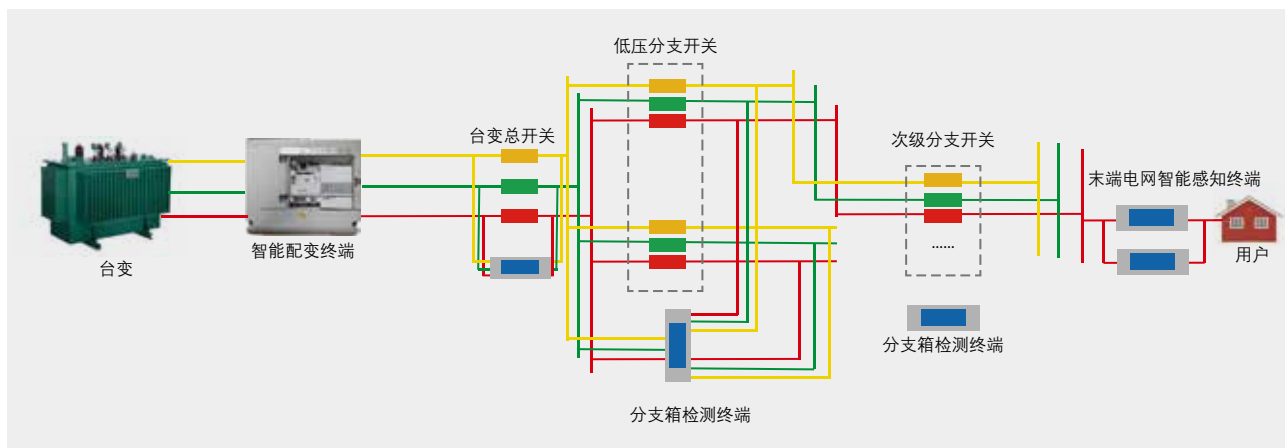 低压分支开关
台变总开关
次级分支开关
末端电网智能感知终端
智能配变终端
台变
......
用户
分支箱检测终端
分支箱检测终端